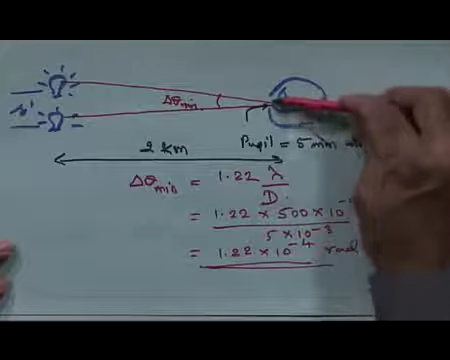 Δθmin
2 km
Pupil = 5 mm
Δθmin = 1.22 λ
D
= 1.22 × 500 × 10
5 × 10⁻³
= 1.22 × 10⁻⁴ rad